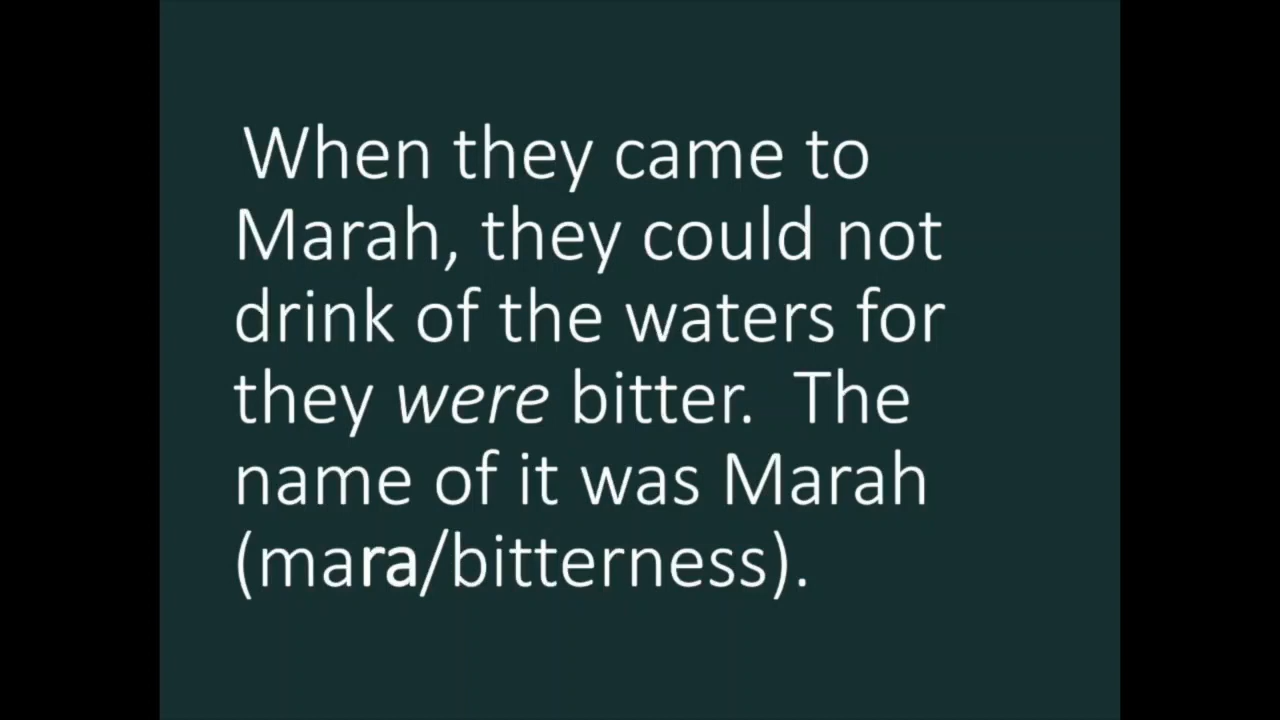 When they came to
Marah, they could not
drink of the waters for
they were bitter.  The
name of it was Marah
(mara/bitterness).